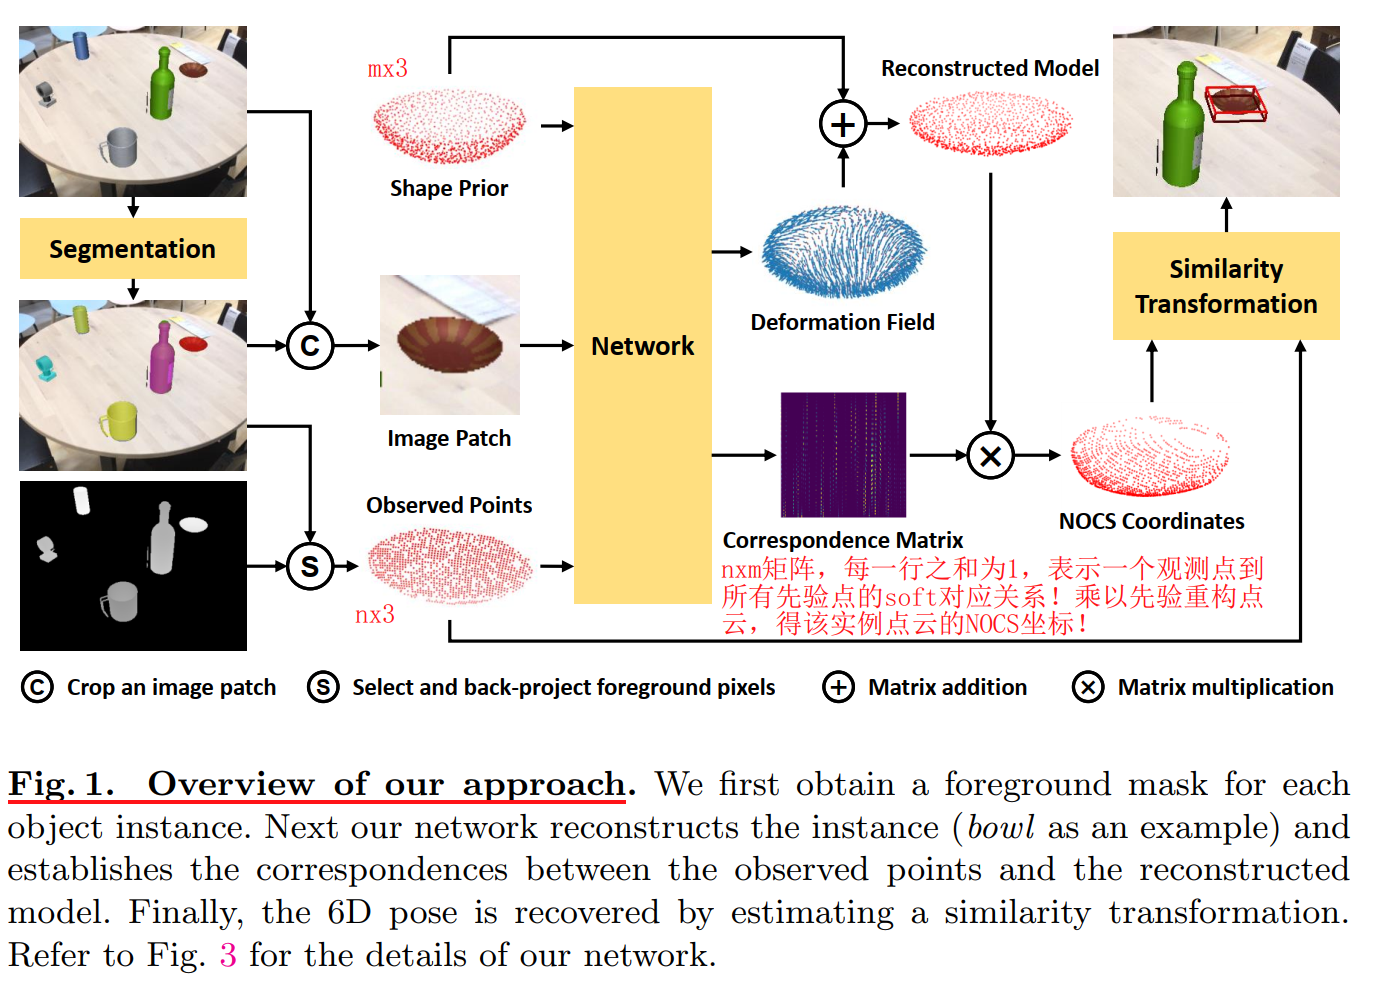 mx3
Shape Prior
Reconstructed Model
Segmentation
Similarity
Transformation
Deformation Field
C
Network
Image Patch
Observed Points
S
nx3
Correspondence Matrix
NOCS Coordinates
nxm矩阵，每一行之和为1，表示一个观测点到
所有先验点的soft对应关系！乘以先验重构点
云，得该实例点云的NOCS坐标！
C Crop an image patch
S Select and back-project foreground pixels
+ Matrix addition
× Matrix multiplication
Fig. 1. Overview of our approach. We first obtain a foreground mask for each
object instance. Next our network reconstructs the instance (bowl as an example) and
establishes the correspondences between the observed points and the reconstructed
model. Finally, the 6D pose is recovered by estimating a similarity transformation.
Refer to Fig. 3 for the details of our network.